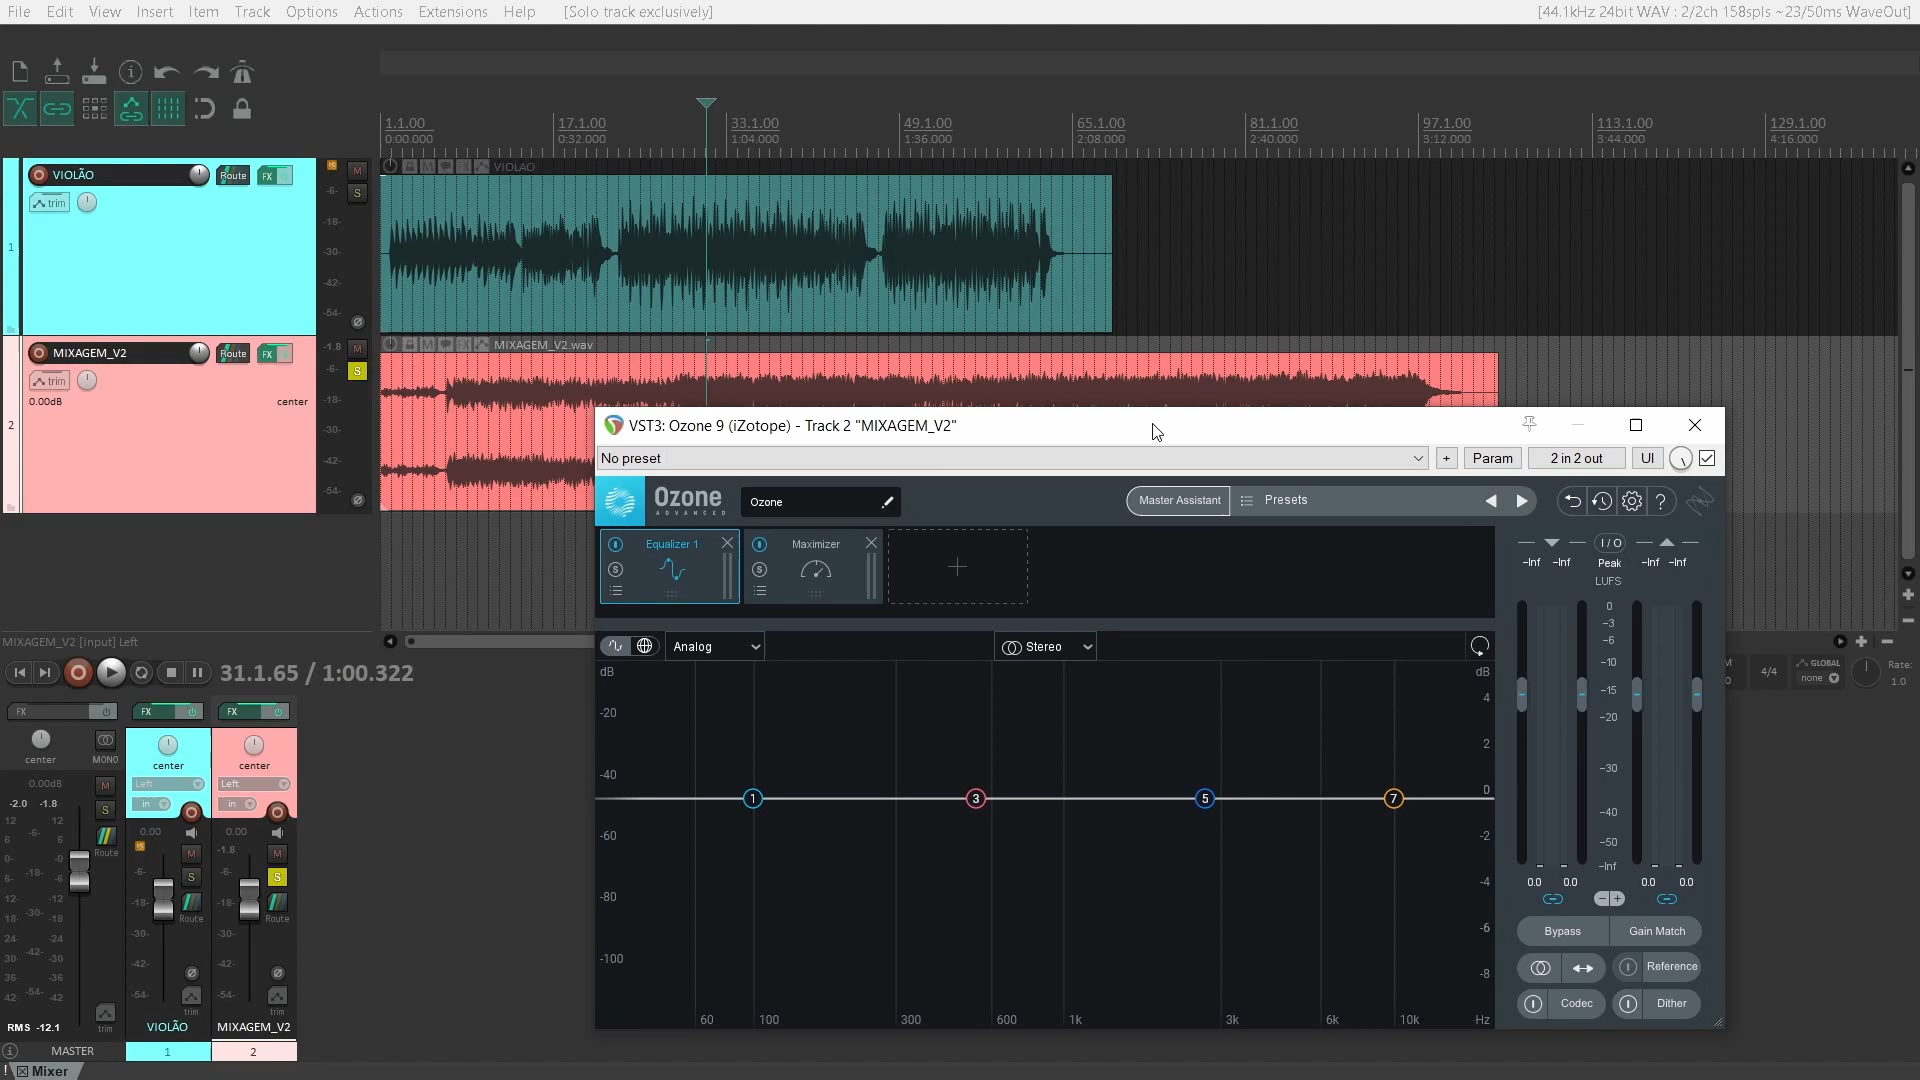 File Edit View Insert Item Track Options Actions Extensions Help [Solo track exclusively]
[44.1kHz 24bit WAV : 2/2ch 158spls ~23/50ms WaveOut]
1.1.00 17.1.00 33.1.00 49.1.00 65.1.00 81.1.00 97.1.00 113.1.00 129.1.00
0:00.000 0:32.000 1:04.000 1:36.000 2:08.000 2:40.000 3:12.000 3:44.000 4:16.000
VIOLÃO Route FX
trim
1
M
S
-6-
-18-
-30-
-42-
-54-
VIOLAO
MIXAGEM_V2 Route FX
trim
0.00dB center
2
-1.8 M
-6- S
-18-
-30-
-42-
-54-
MIXAGEM_V2.wav
VST3: Ozone 9 (iZotope) - Track 2 "MIXAGEM_V2"
No preset + Param 2 in 2 out UI
Ozone
ADVANCED
Ozone
Master Assistant Presets
?
Equalizer 1
S
Maximizer
S
+
I/O
-Inf -Inf Peak -Inf -Inf
LUFS
0
-3
-6
-10
-15
-20
-30
-40
-50
-Inf
0.0 0.0 0.0 0.0
Bypass Gain Match
Reference
Codec Dither
Analog Stereo
dB dB
-20
-40
-60
-80
-100
4
2
0
-2
-4
-6
-8
1 3 5 7
60 100 300 600 1k 3k 6k 10k Hz
MIXAGEM_V2 [input] Left
31.1.65 / 1:00.322
4/4 GLOBAL Rate:
none 1.0
FX FX FX
center
MONO
0.00dB M
-2.0 -1.8
S
Route
trim
RMS -12.1
MASTER
center
Left
in
0.00
M
-6-
S
-18-
Route
-30-
-42-
-54-
trim
VIOLÃO
1
center
Left
in
0.00
-1.8 M
-6-
S
-18-
Route
-30-
-42-
-54-
trim
MIXAGEM_V2
2
! Mixer